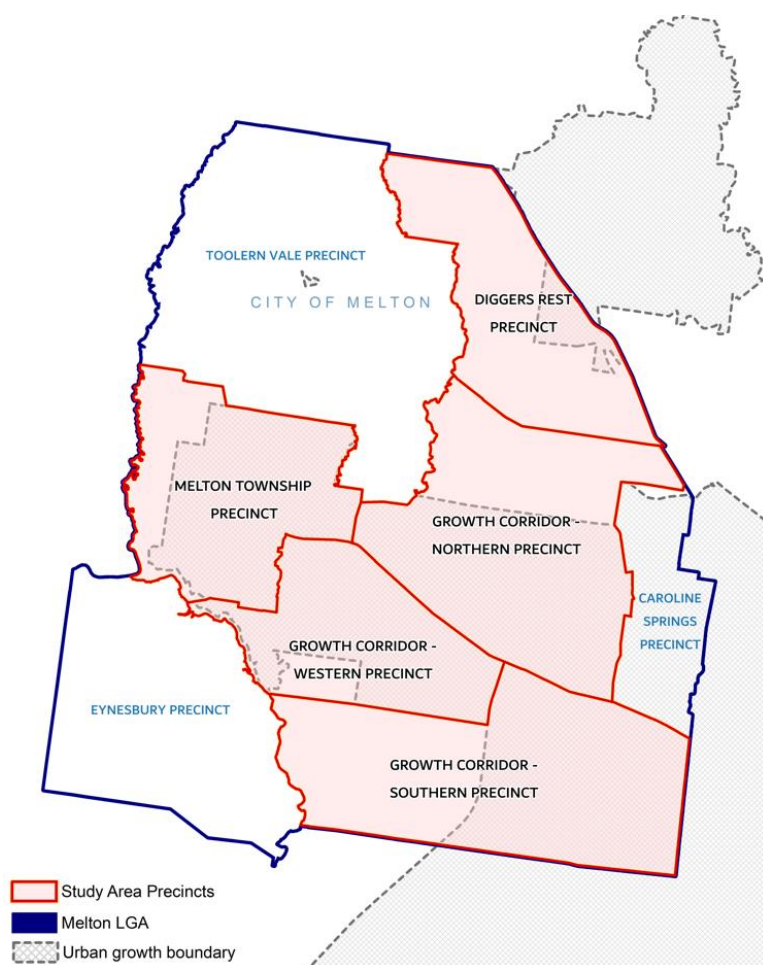 TOOLERN VALE PRECINCT
CITY OF MELTON
DIGGERS REST
PRECINCT
MELTON TOWNSHIP
PRECINCT
GROWTH CORRIDOR -
NORTHERN PRECINCT
CAROLINE
SPRINGS
PRECINCT
GROWTH CORRIDOR -
WESTERN PRECINCT
EYNESBURY PRECINCT
GROWTH CORRIDOR -
SOUTHERN PRECINCT
Study Area Precincts
Melton LGA
Urban growth boundary